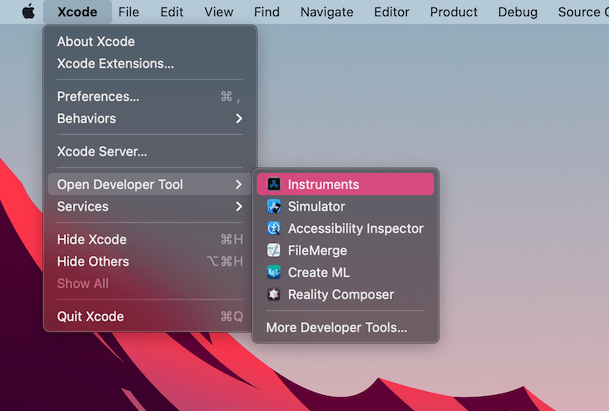 Xcode File Edit View Find Navigate Editor Product Debug Source
About Xcode
Xcode Extensions...
Preferences... ⌘ ,
Behaviors
Xcode Server...
Open Developer Tool
Services
Hide Xcode ⌘H
Hide Others ⌥⌘H
Show All
Quit Xcode ⌘Q
Instruments
Simulator
Accessibility Inspector
FileMerge
Create ML
Reality Composer
More Developer Tools...